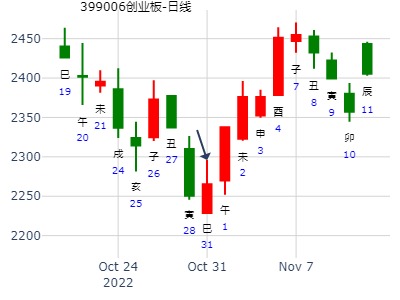 399006创业板-日线
2450
2400
2350
2300
2250
2200
巳
19
午
20
未
21
戌
24
亥
25
子
26
丑
27
寅
28
巳
31
午
1
未
2
申
3
酉
4
子
7
丑
8
寅
9
卯
10
辰
11
Oct 24
2022
Oct 31
Nov 7